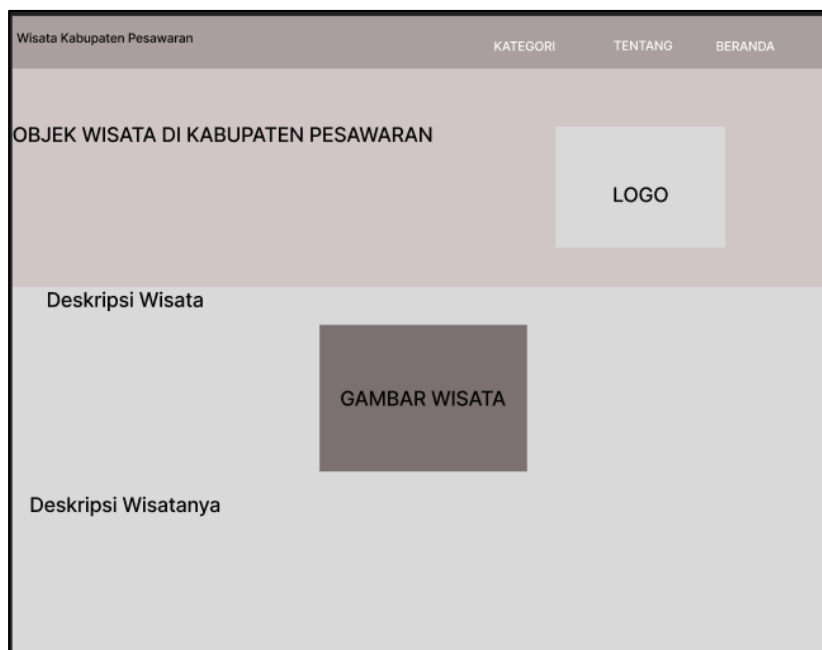 Wisata Kabupaten Pesawaran
KATEGORI TENTANG BERANDA
OBJEK WISATA DI KABUPATEN PESAWARAN
LOGO
Deskripsi Wisata
GAMBAR WISATA
Deskripsi Wisatanya